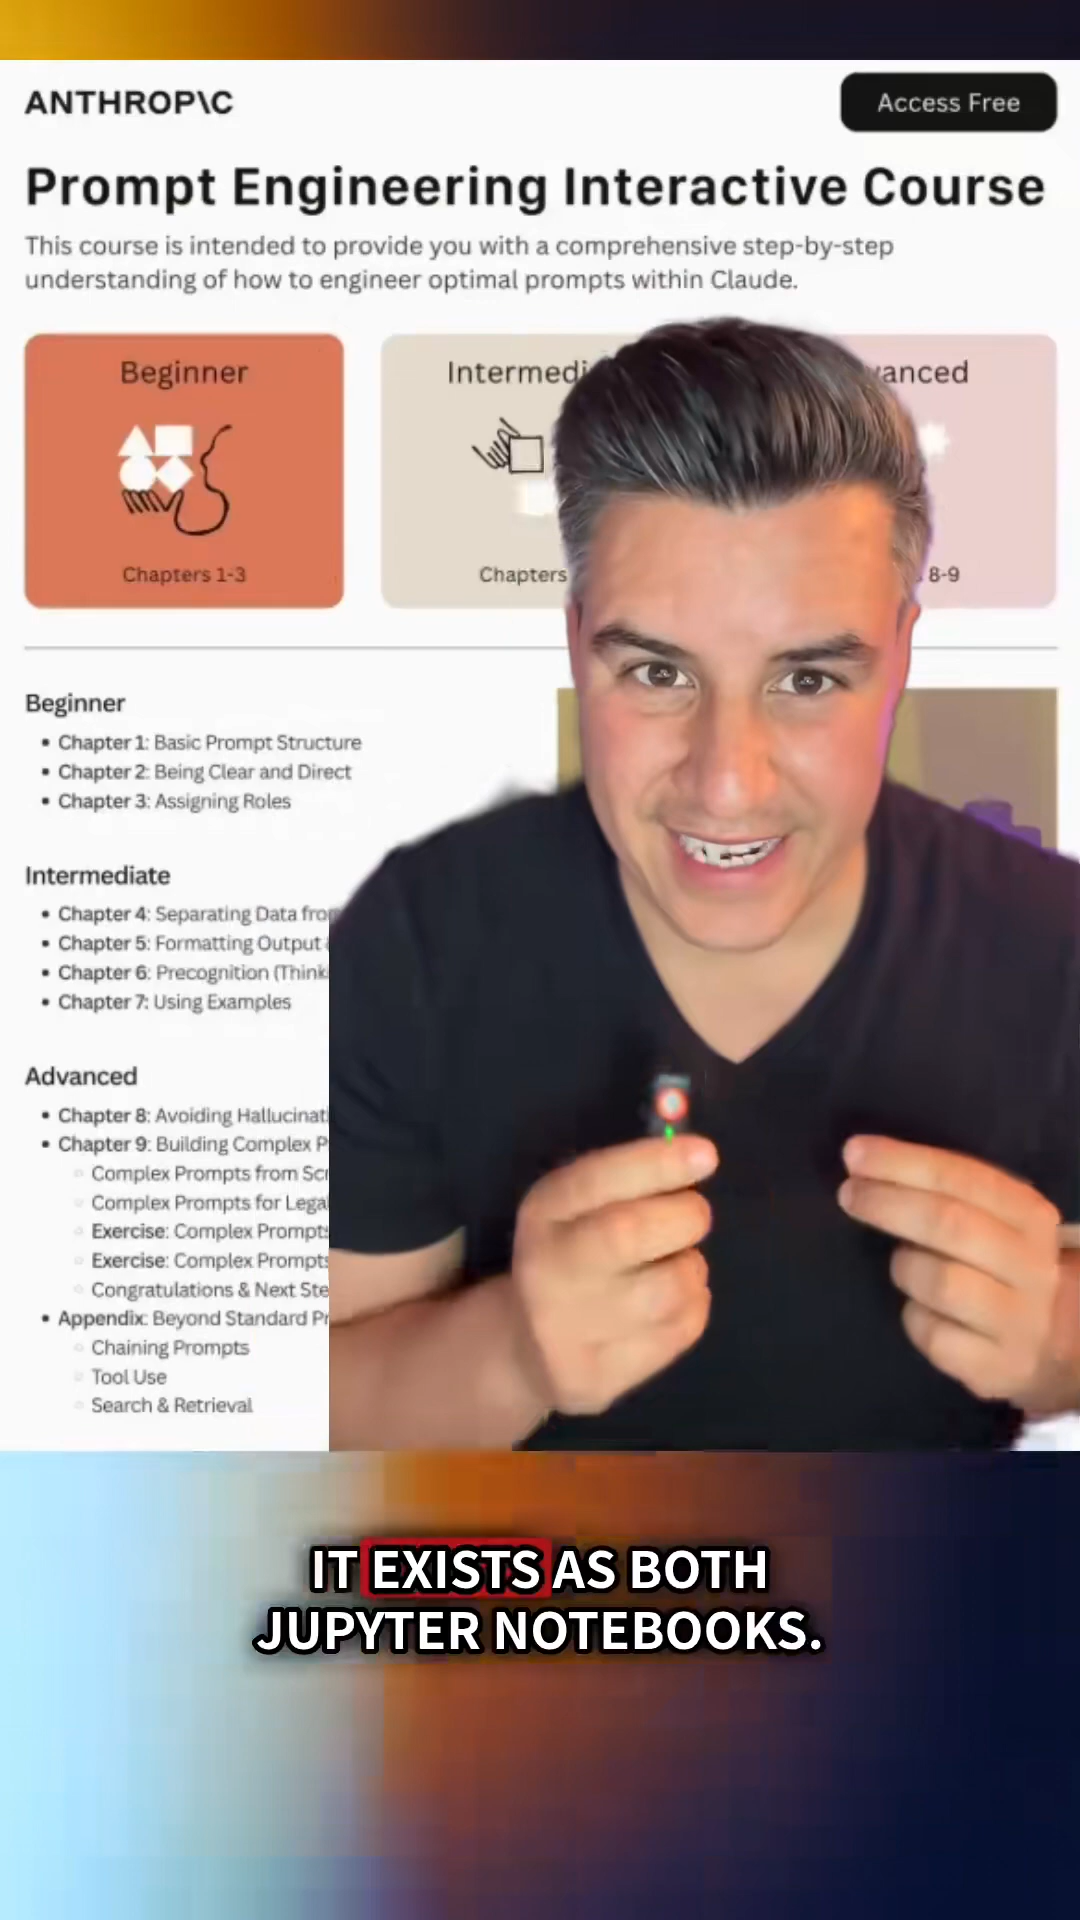 ANTHROP\C
Access Free
Prompt Engineering Interactive Course
This course is intended to provide you with a comprehensive step-by-step
understanding of how to engineer optimal prompts within Claude.
Beginner
Chapters 1-3
Intermedi
Chapters
vanced
8-9
Beginner
• Chapter 1: Basic Prompt Structure
• Chapter 2: Being Clear and Direct
• Chapter 3: Assigning Roles
Intermediate
• Chapter 4: Separating Data from
• Chapter 5: Formatting Output
• Chapter 6: Precognition (Think
• Chapter 7: Using Examples
Advanced
• Chapter 8: Avoiding Hallucinat
• Chapter 9: Building Complex P
Complex Prompts from Scr
Complex Prompts for Legal
Exercise: Complex Prompts
Exercise: Complex Prompts
Congratulations & Next Ste
• Appendix: Beyond Standard Pr
Chaining Prompts
Tool Use
Search & Retrieval
IT EXISTS AS BOTH
JUPYTER NOTEBOOKS.